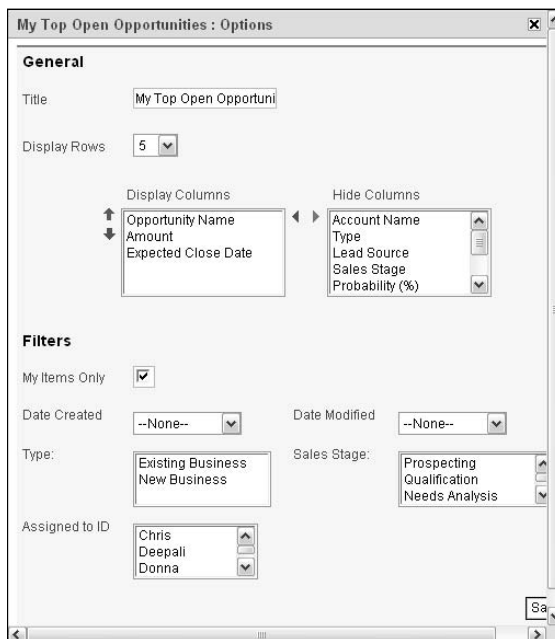 My Top Open Opportunities : Options
General
Title My Top Open Opportuni
Display Rows 5
Display Columns Hide Columns
Opportunity Name
Amount
Expected Close Date
Account Name
Type
Lead Source
Sales Stage
Probability (%)
Filters
My Items Only
Date Created --None-- Date Modified --None--
Type:
Existing Business
New Business
Sales Stage:
Prospecting
Qualification
Needs Analysis
Assigned to ID
Chris
Deepali
Donna
Sa